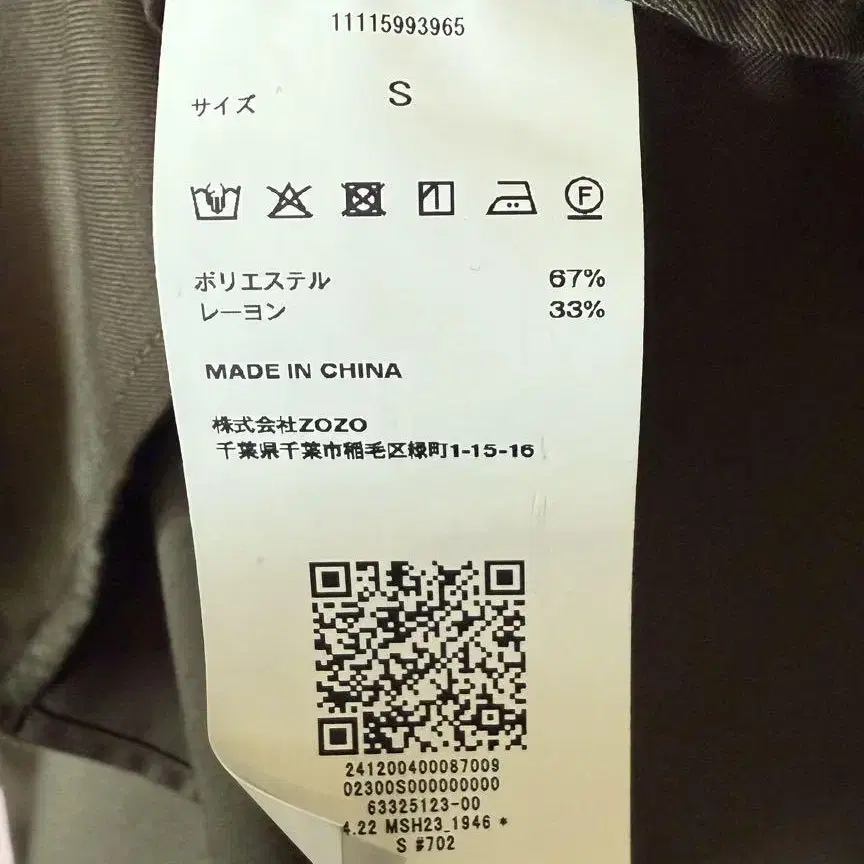 11115993965
サイズ S
F
ポリエステル 67%
レーヨン 33%
MADE IN CHINA
株式会社ZOZO
千葉県千葉市稲毛区緑町1-15-16
241200400087009
02300S000000000
63325123-00
4.22 MSH23_1946 *
S #702